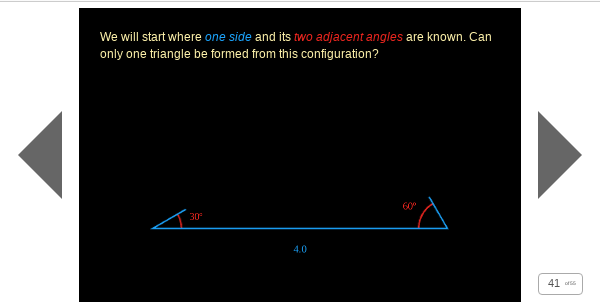 We will start where one side and its two adjacent angles are known. Can
only one triangle be formed from this configuration?
60°
30°
4.0
41 of 55